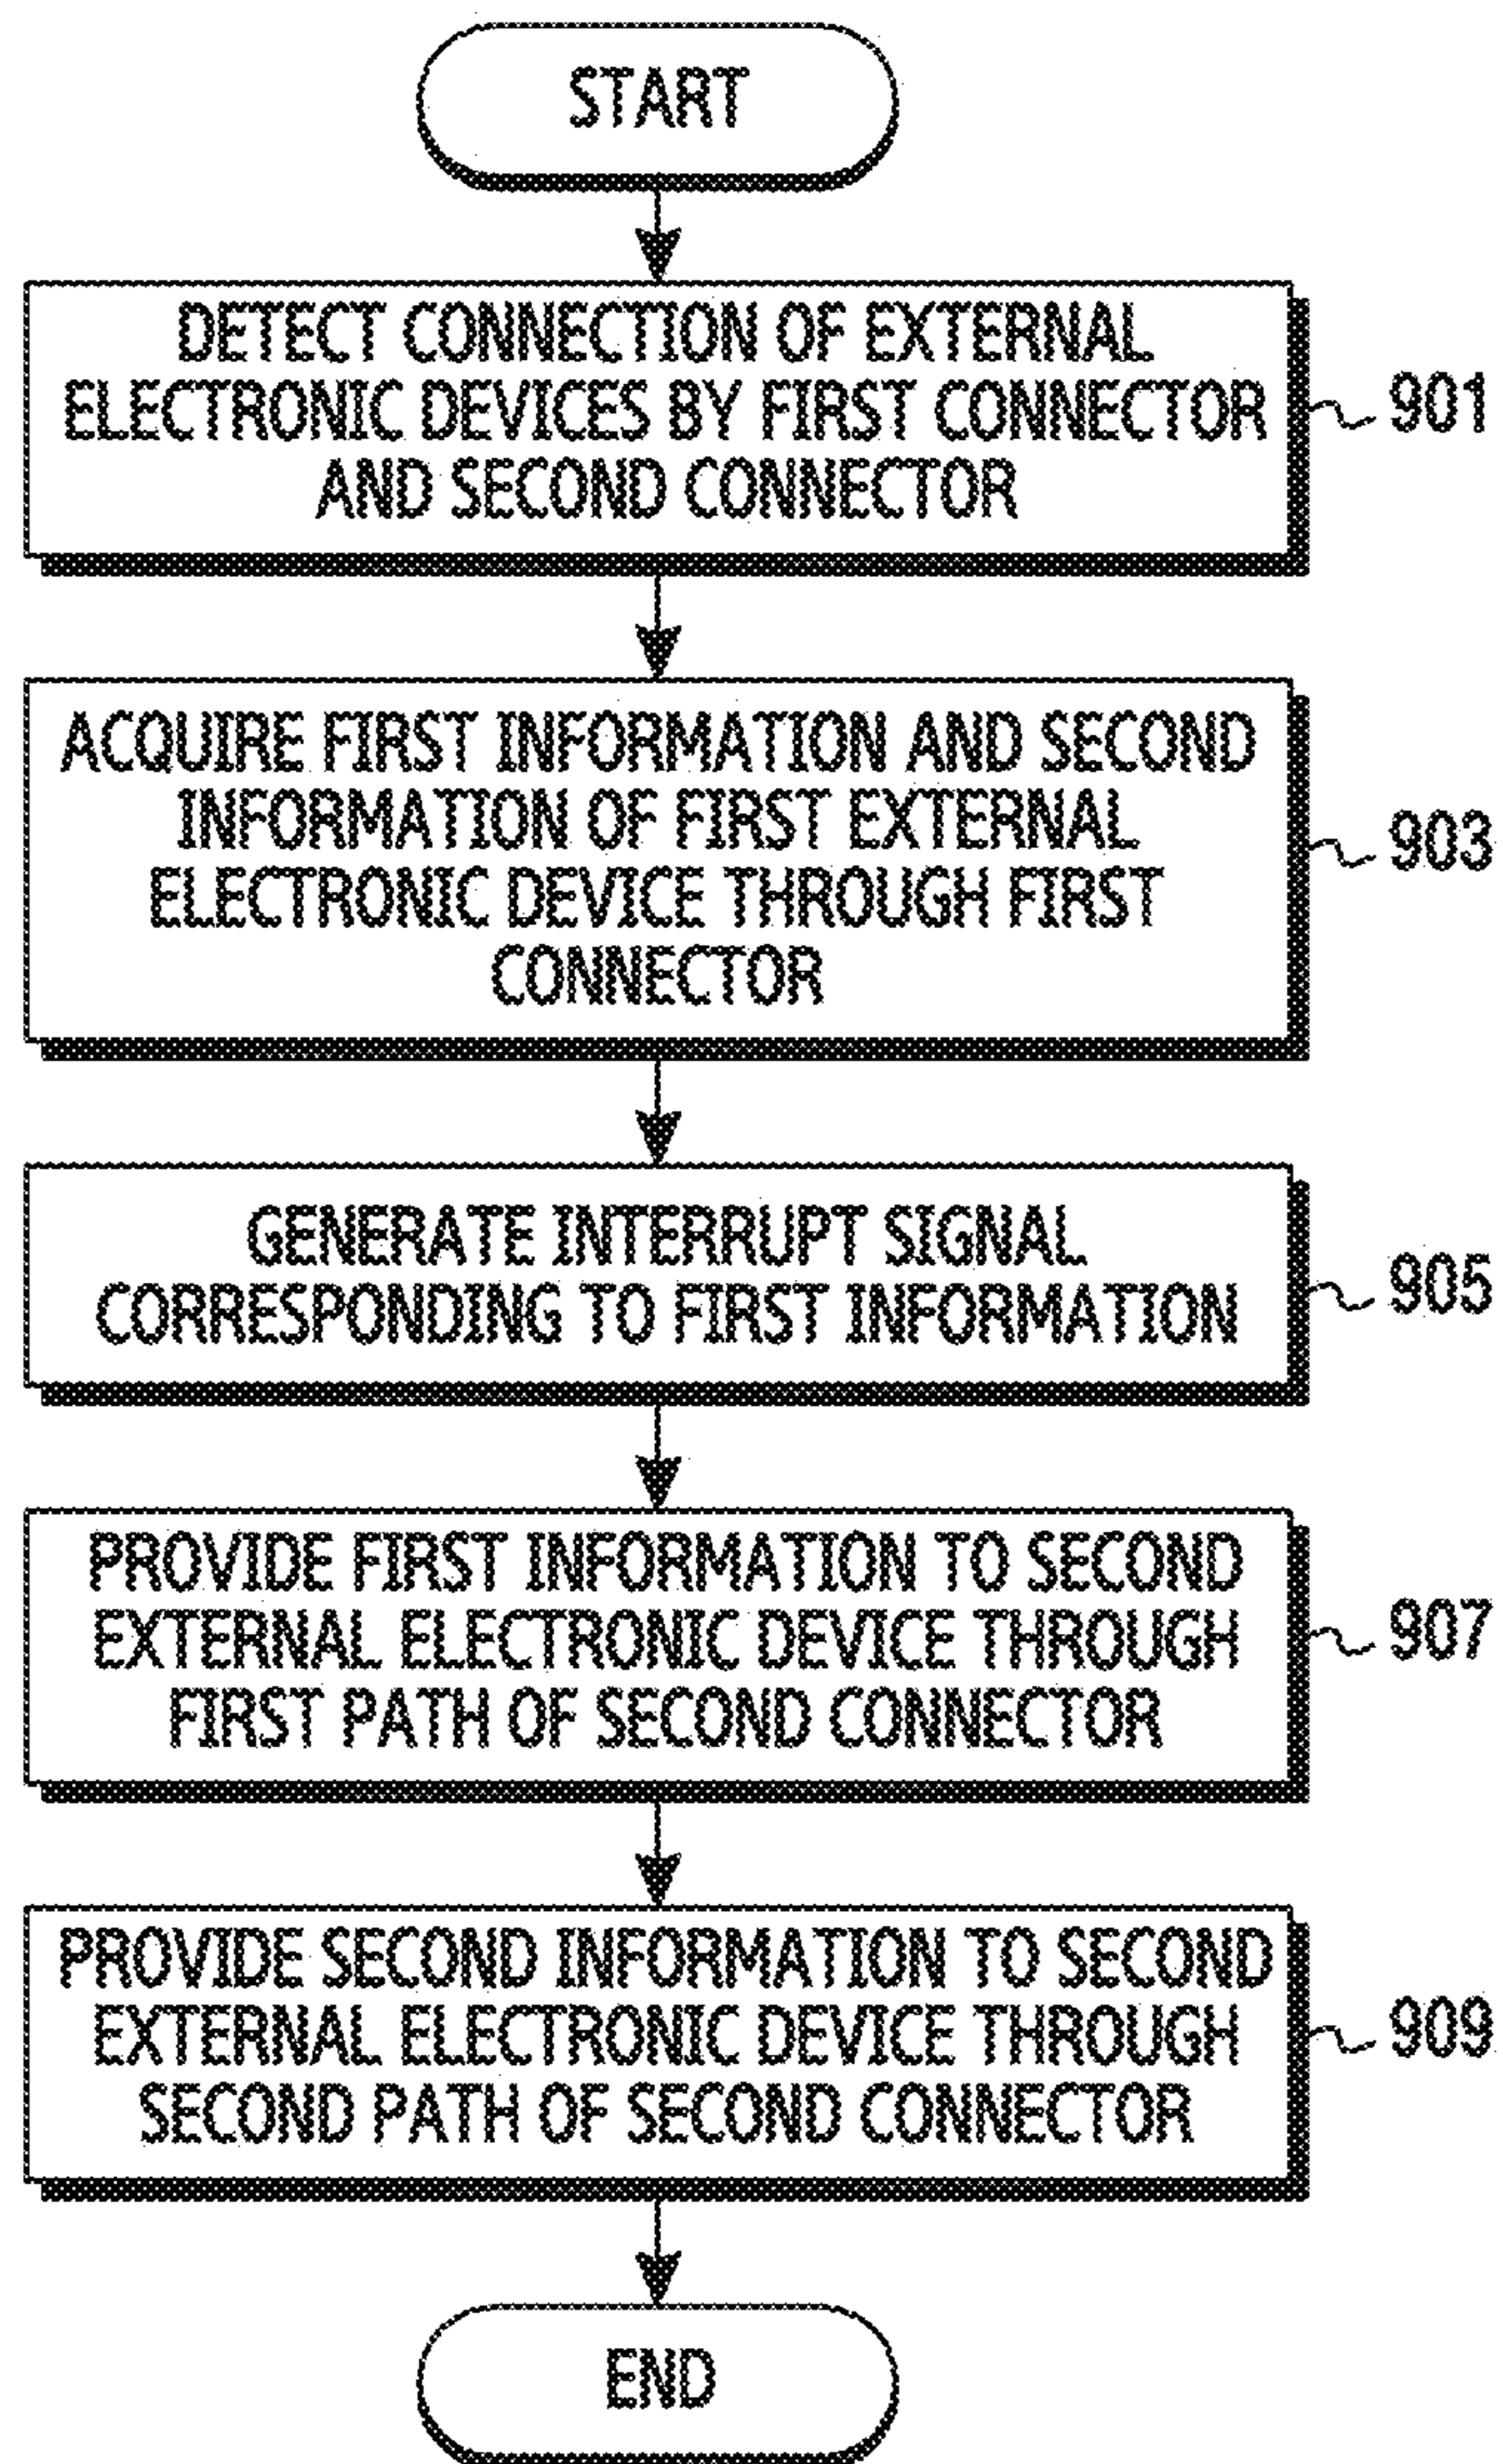 START
DETECT CONNECTION OF EXTERNAL
ELECTRONIC DEVICES BY FIRST CONNECTOR
AND SECOND CONNECTOR
901
ACQUIRE FIRST INFORMATION AND SECOND
INFORMATION OF FIRST EXTERNAL
ELECTRONIC DEVICE THROUGH FIRST
CONNECTOR
903
GENERATE INTERRUPT SIGNAL
CORRESPONDING TO FIRST INFORMATION
905
PROVIDE FIRST INFORMATION TO SECOND
EXTERNAL ELECTRONIC DEVICE THROUGH
FIRST PATH OF SECOND CONNECTOR
907
PROVIDE SECOND INFORMATION TO SECOND
EXTERNAL ELECTRONIC DEVICE THROUGH
SECOND PATH OF SECOND CONNECTOR
909
END